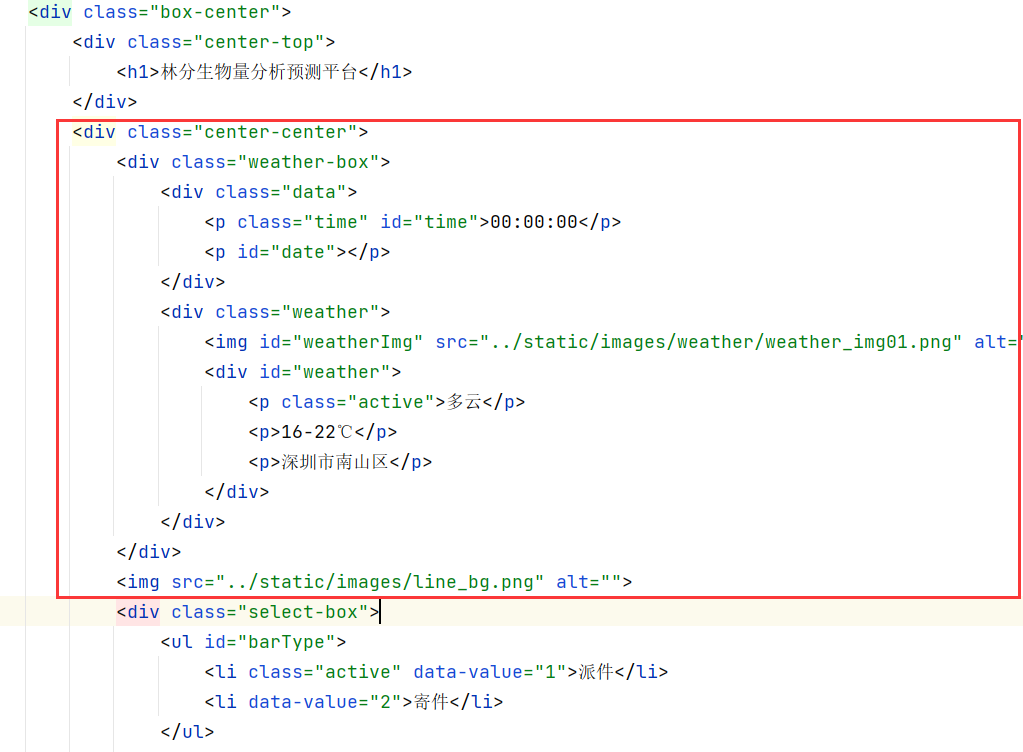 <div class="box-center">
<div class="center-top">
<h1>林分生物量分析预测平台</h1>
</div>
<div class="center-center">
<div class="weather-box">
<div class="data">
<p class="time" id="time">00:00:00</p>
<p id="date"></p>
</div>
<div class="weather">
<img id="weatherImg" src="../static/images/weather/weather_img01.png" alt="
<div id="weather">
<p class="active">多云</p>
<p>16-22℃</p>
<p>深圳市南山区</p>
</div>
</div>
</div>
<img src="../static/images/line_bg.png" alt="">
<div class="select-box">
<ul id="barType">
<li class="active" data-value="1">派件</li>
<li data-value="2">寄件</li>
</ul>